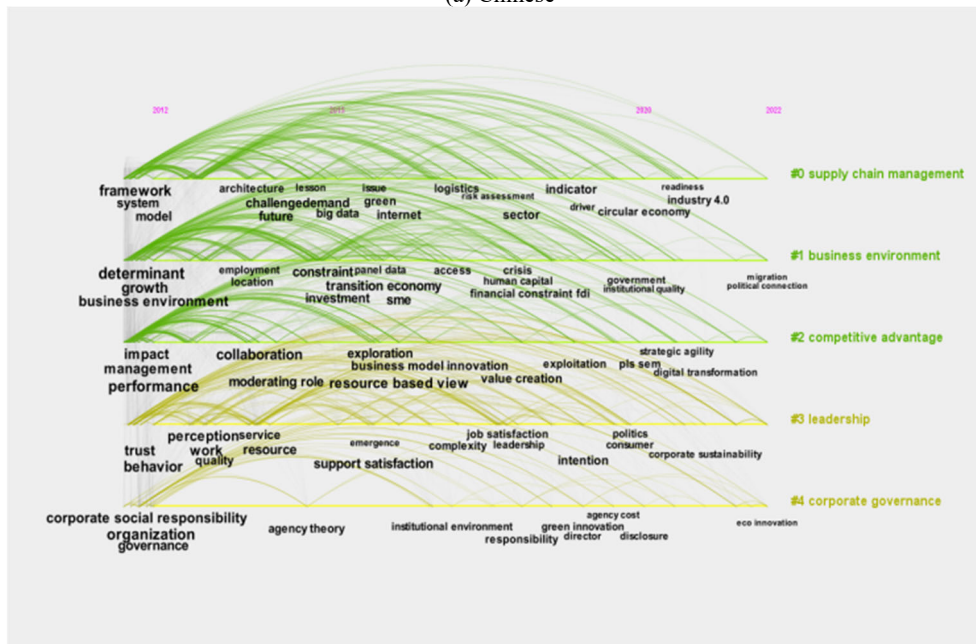 (a) Chinese
2012 2015 2020 2022
#0 supply chain management
framework architecture lesson issue logistics indicator readiness
system challenge demand green risk assessment driver industry 4.0
model future big data internet sector circular economy
#1 business environment
determinant employment constraint panel data access crisis migration
growth location transition economy human capital government political connection
business environment investment sme financial constraint fdi institutional quality
#2 competitive advantage
impact collaboration exploration strategic agility
management business model innovation exploitation pls sem digital transformation
performance moderating role resource based view value creation
#3 leadership
perception service emergence job satisfaction politics
trust work resource complexity leadership consumer
behavior quality support satisfaction intention corporate sustainability
#4 corporate governance
corporate social responsibility agency theory institutional environment agency cost eco innovation
organization green innovation
governance responsibility director disclosure